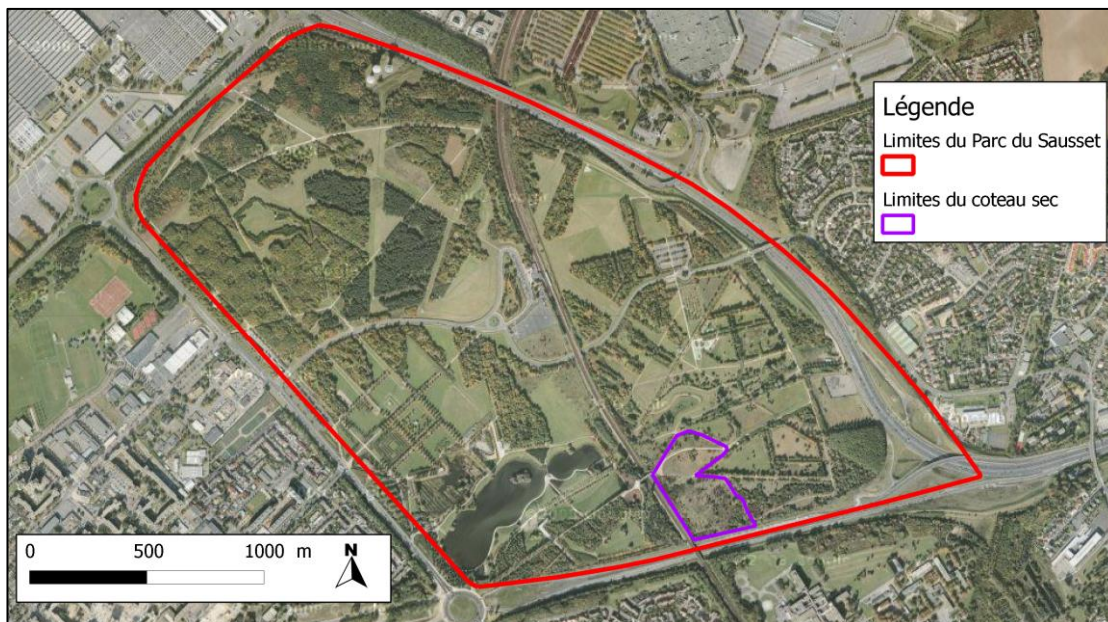 Légende
Limites du Parc du Sausset
Limites du coteau sec
0 500 1000 m
N